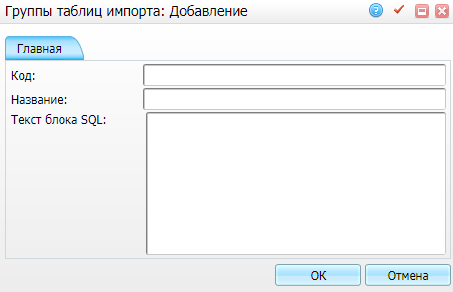 Группы таблиц импорта: Добавление
Главная
Код:
Название:
Текст блока SQL:
ОК Отмена